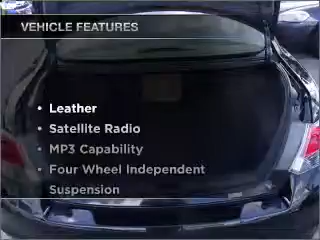 VEHICLE FEATURES
• Leather
• Satellite Radio
• MP3 Capability
• Four Wheel Independent
Suspension